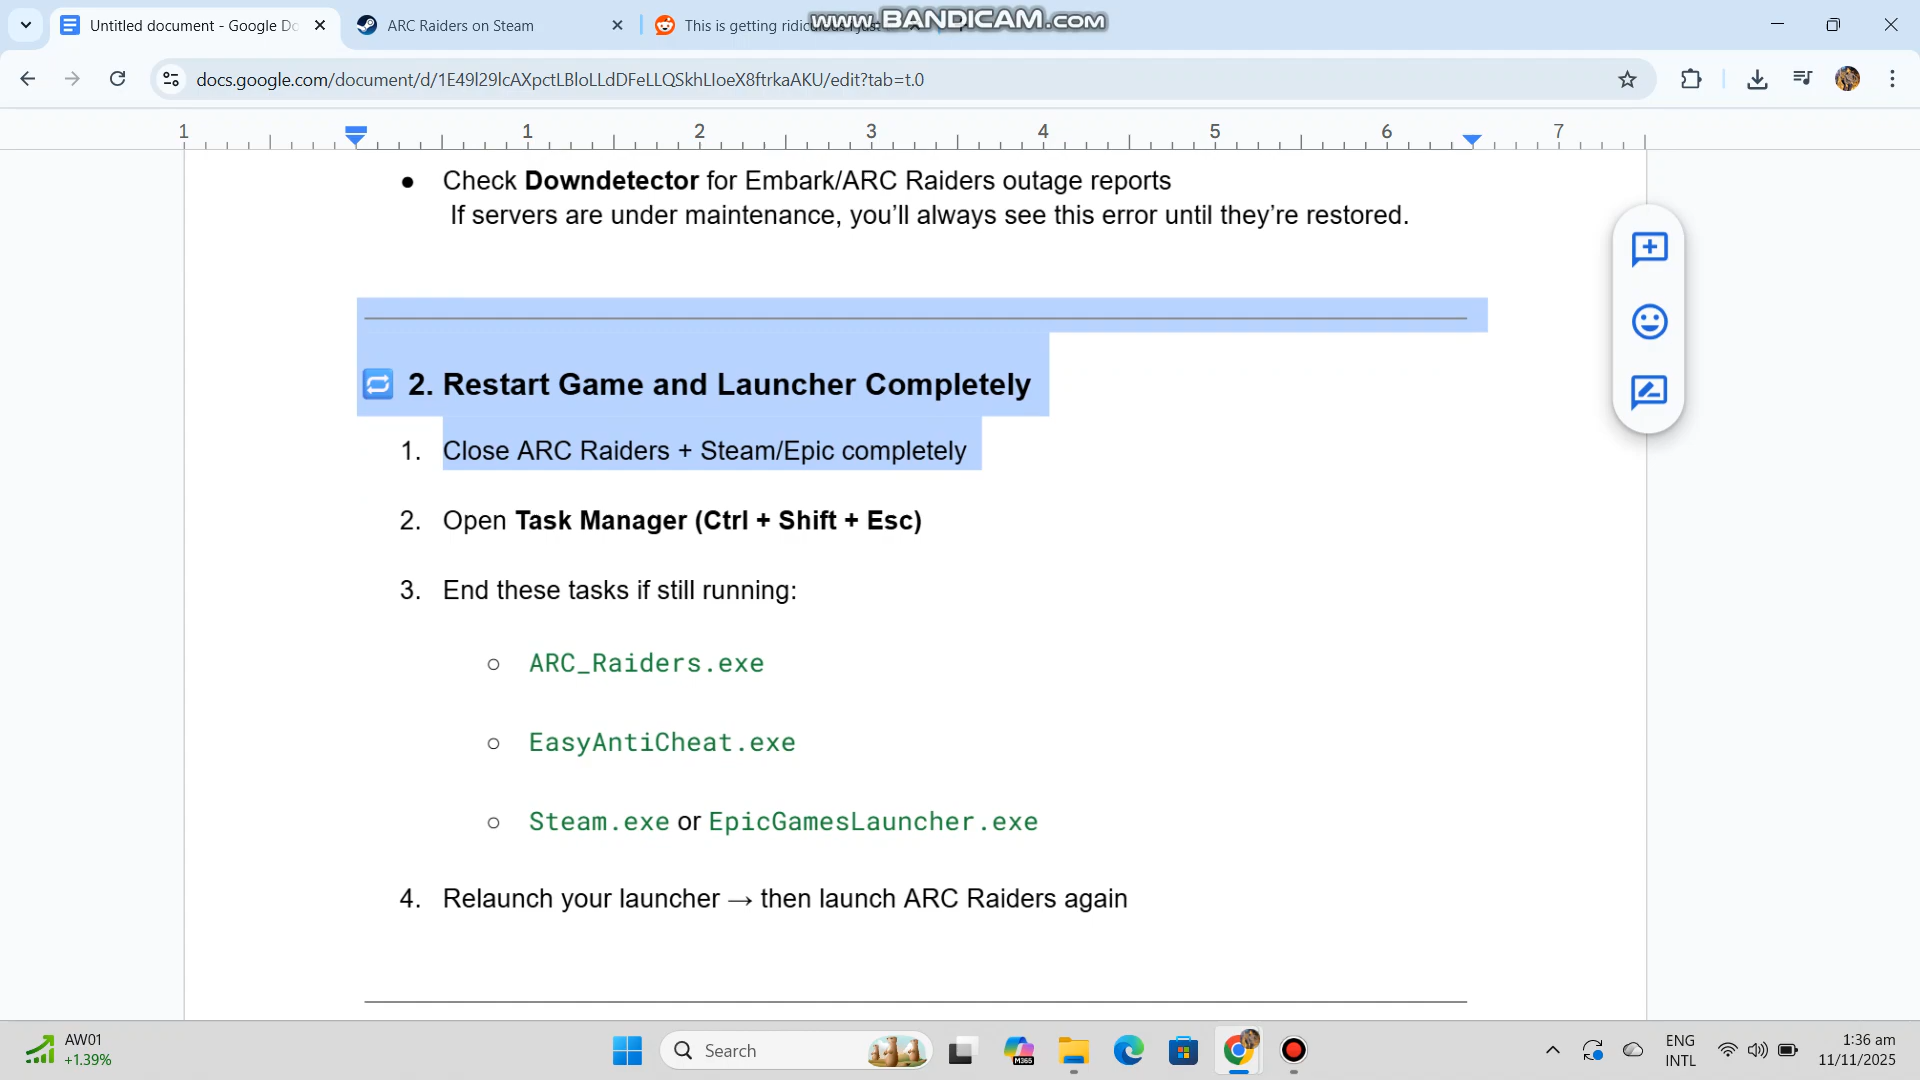 Untitled document - Google Do
ARC Raiders on Steam
This is getting ridiculous I just
www.BANDICAM.com
docs.google.com/document/d/1E49l29lcAXpctLBloLLdDFeLLQSkhLIoeX8ftrkaAKU/edit?tab=t.0
1 1 2 3 4 5 6 7
● Check Downdetector for Embark/ARC Raiders outage reports
If servers are under maintenance, you’ll always see this error until they’re restored.
🔁 2. Restart Game and Launcher Completely
1. Close ARC Raiders + Steam/Epic completely
2. Open Task Manager (Ctrl + Shift + Esc)
3. End these tasks if still running:
○ ARC_Raiders.exe
○ EasyAntiCheat.exe
○ Steam.exe or EpicGamesLauncher.exe
4. Relaunch your launcher → then launch ARC Raiders again
AW01
+1.39%
Search
M365
ENG
INTL
1:36 am
11/11/2025